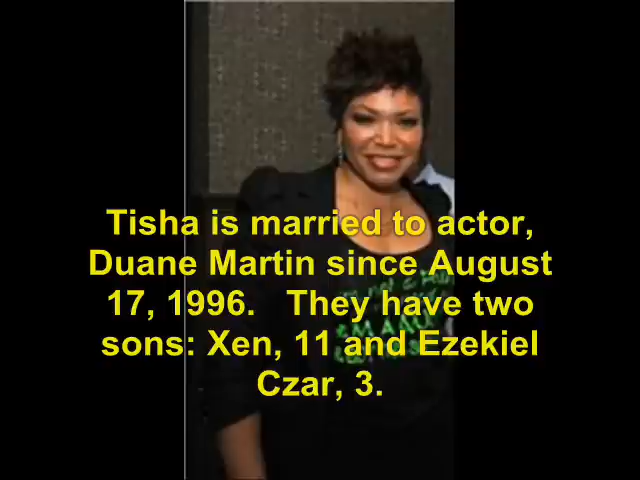 Tisha is married to actor,
Duane Martin since August
17, 1996.   They have two
sons: Xen, 11 and Ezekiel
Czar, 3.